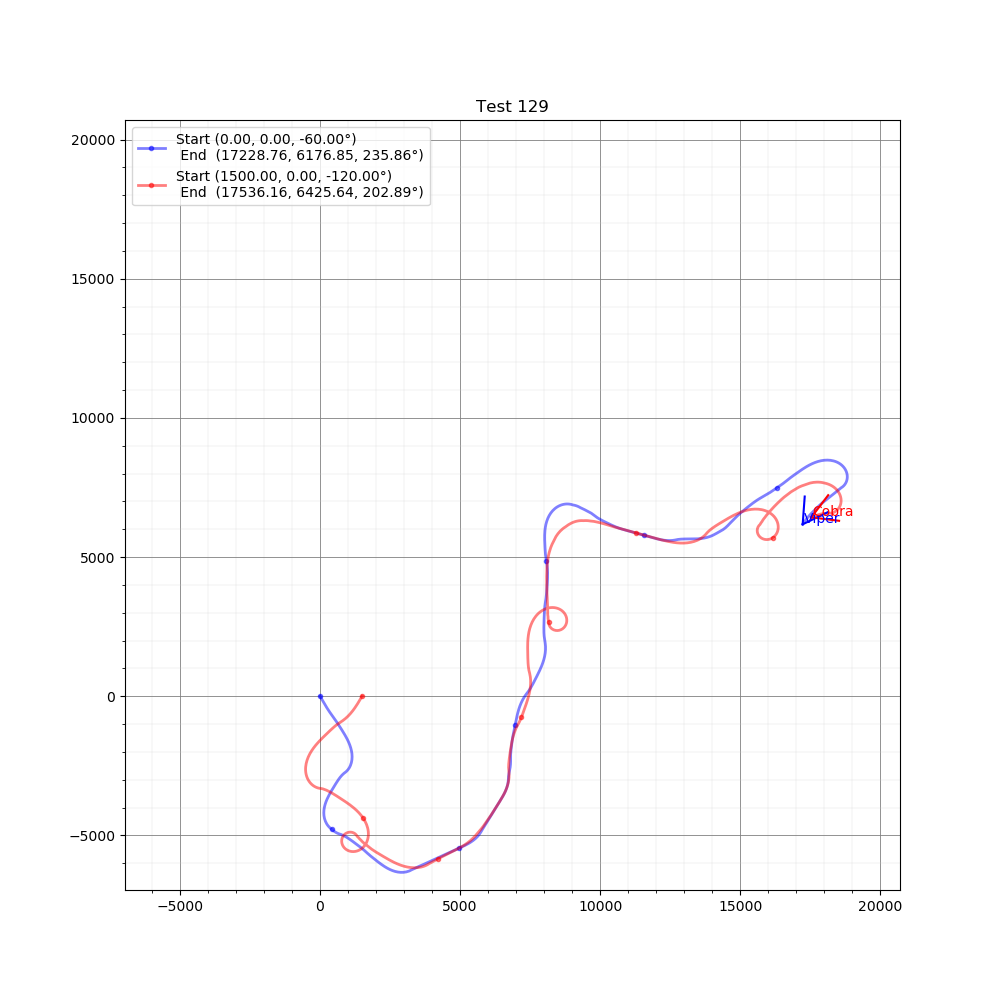 Test 129
Start (0.00, 0.00, -60.00°)
End (17228.76, 6176.85, 235.86°)
Start (1500.00, 0.00, -120.00°)
End (17536.16, 6425.64, 202.89°)
20000
15000
10000
5000
0
−5000
Cobra
Viper
−5000
0
5000
10000
15000
20000